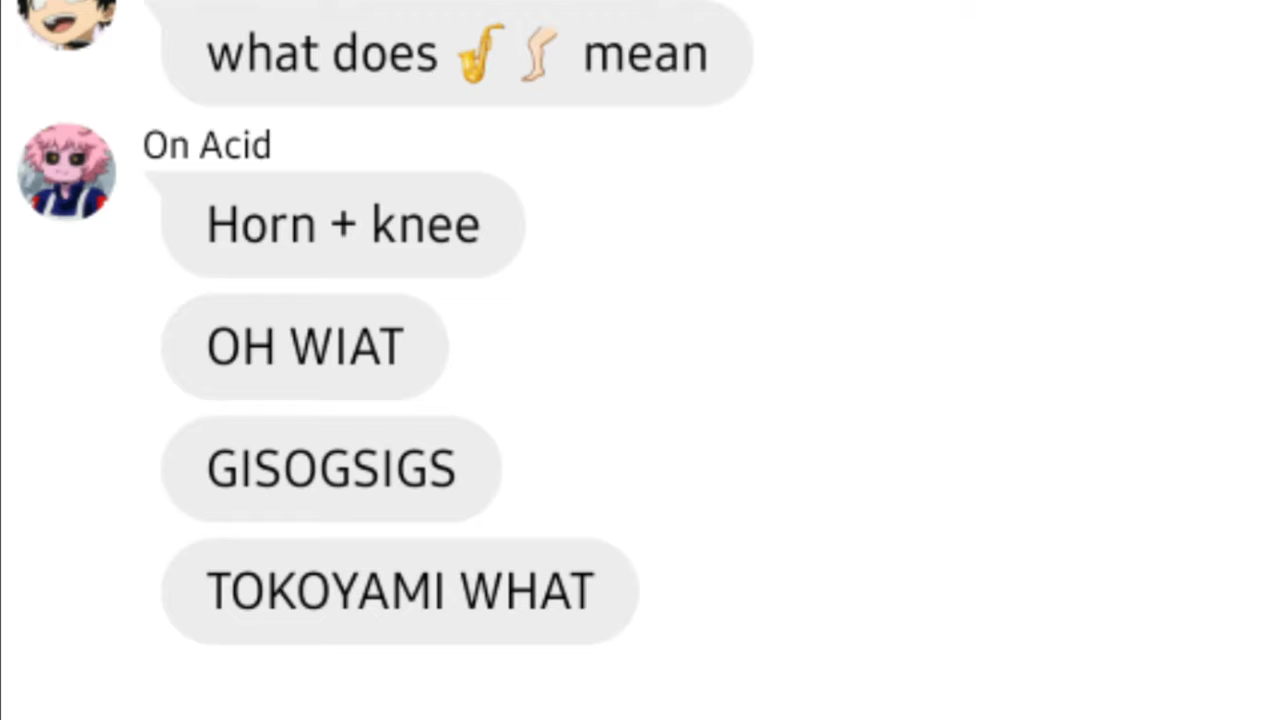 what does 🎷🦵🏻 mean
On Acid
Horn + knee
OH WIAT
GISOGSIGS
TOKOYAMI WHAT